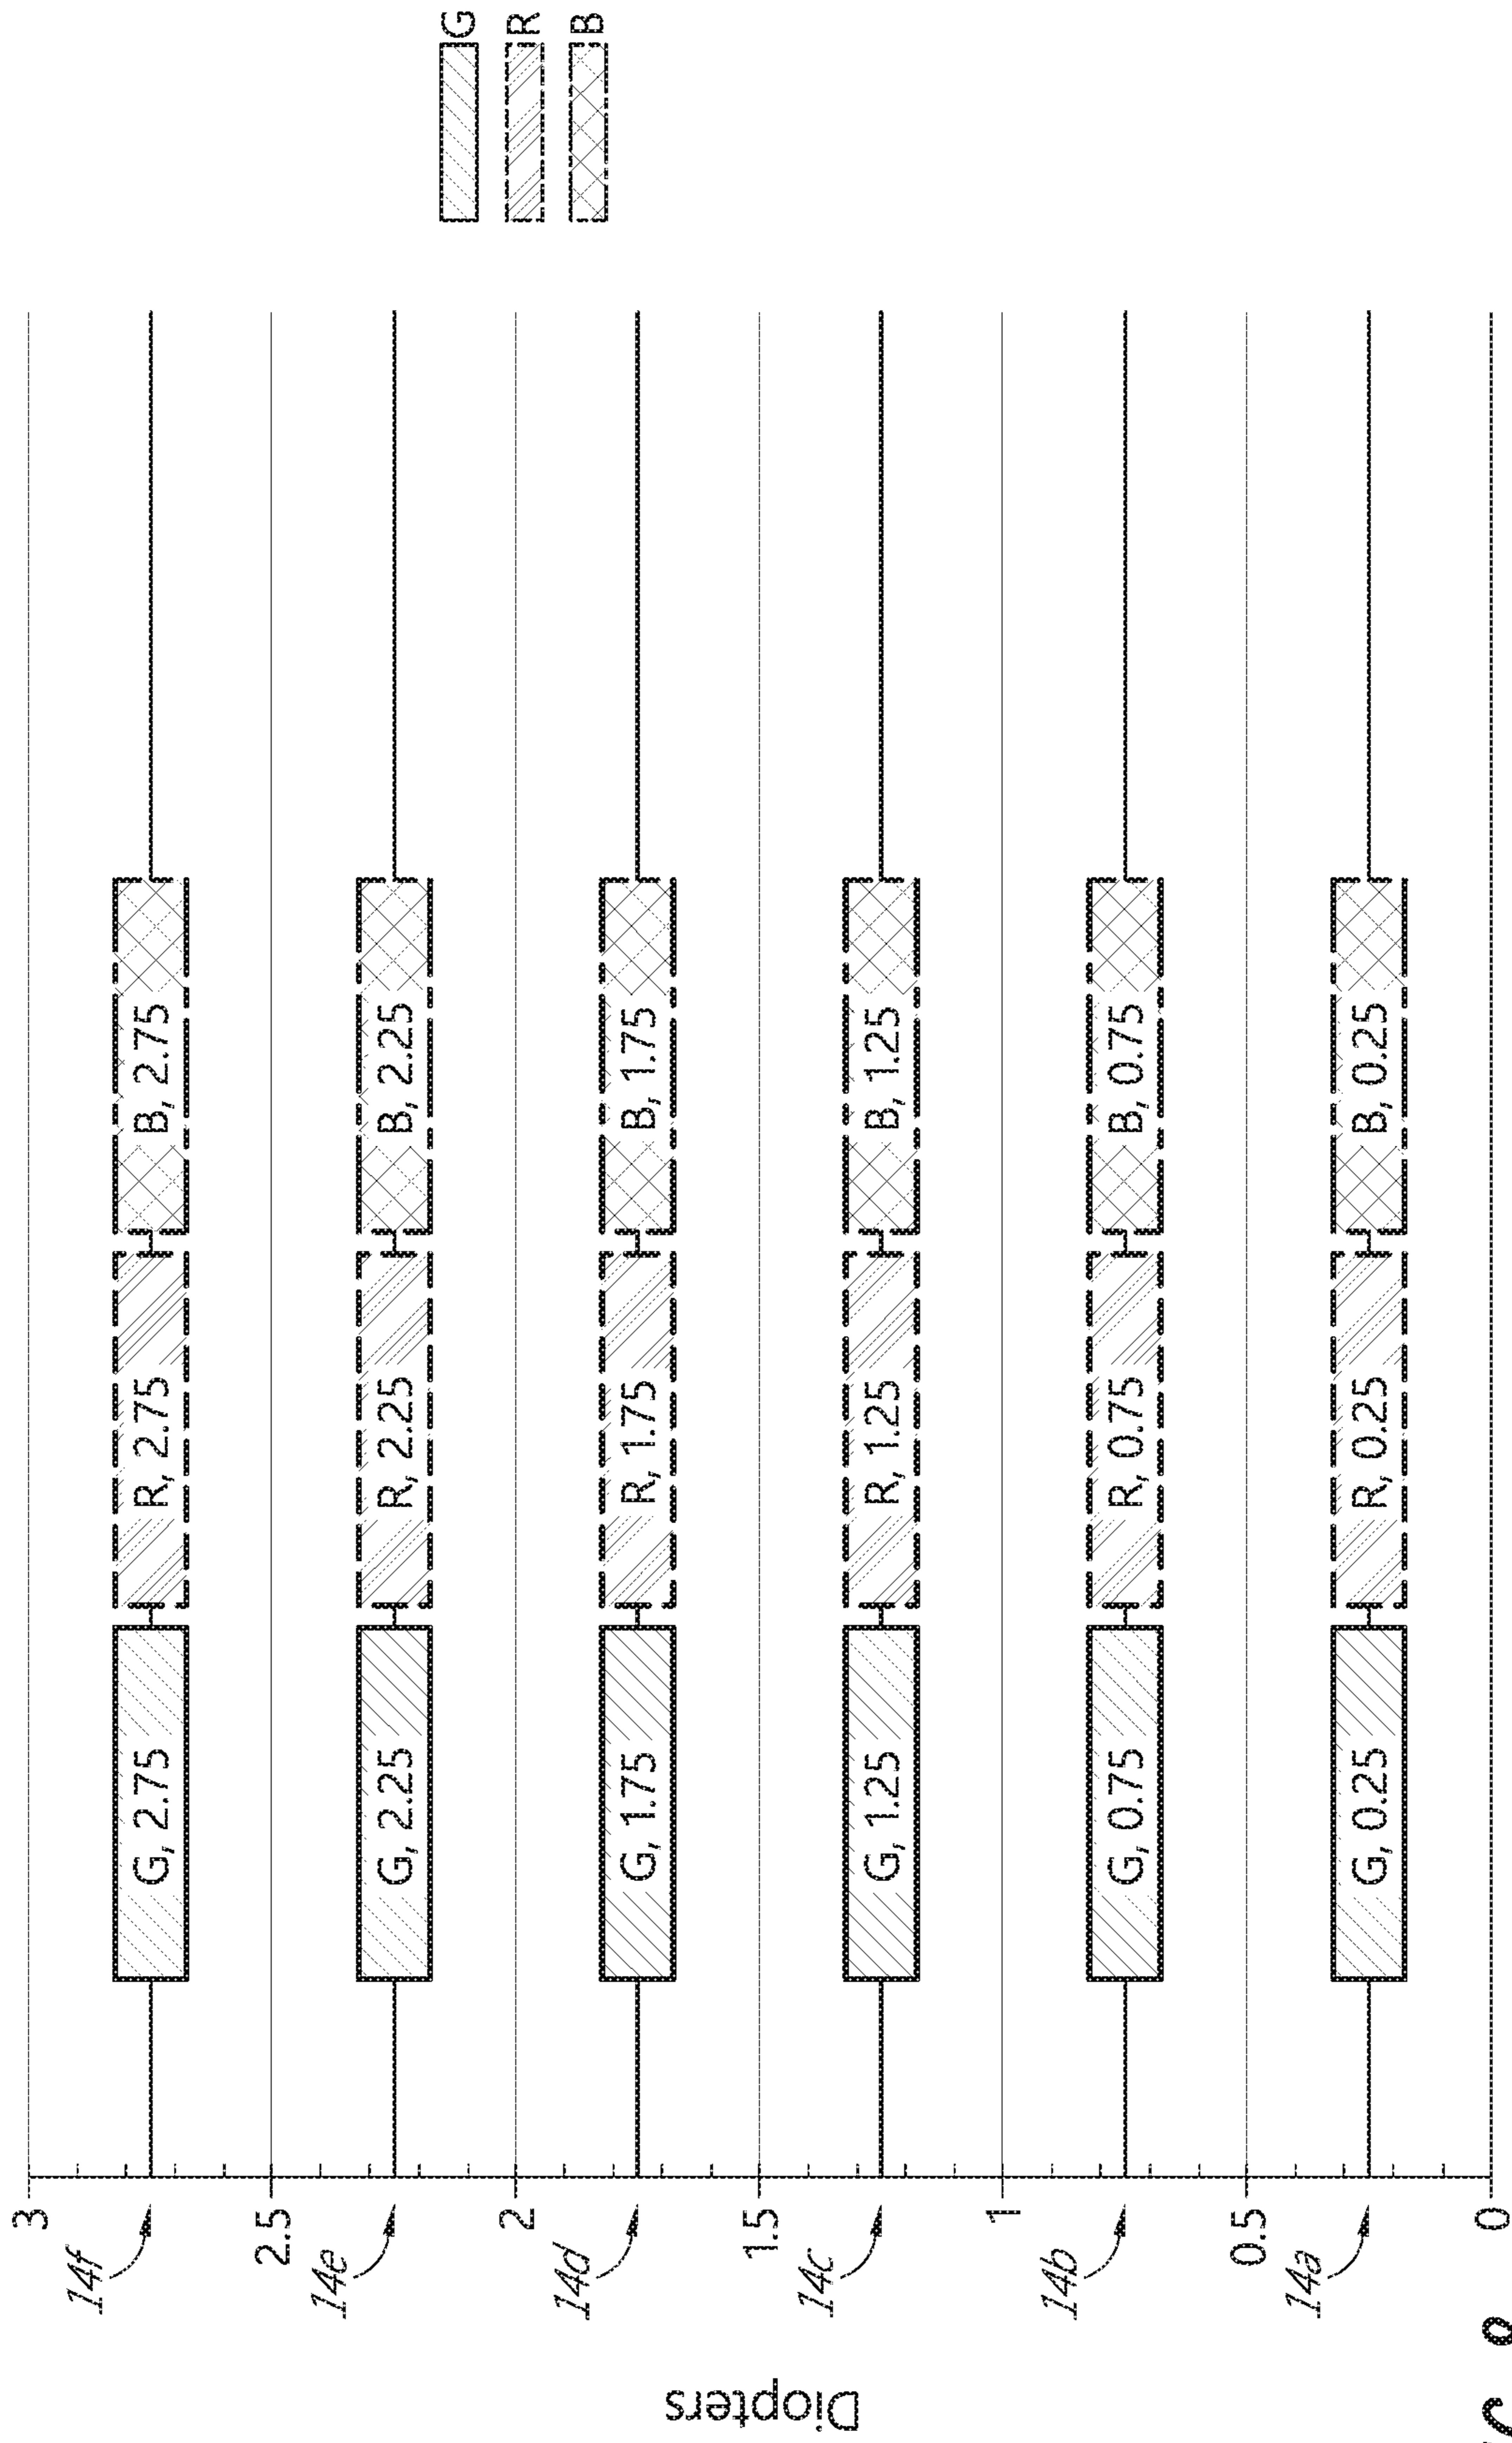 3
14f
G, 2.75 R, 2.75 B, 2.75
2.5
14e
G, 2.25 R, 2.25 B, 2.25
2
14d
G, 1.75 R, 1.75 B, 1.75
1.5
14c
G, 1.25 R, 1.25 B, 1.25
1
14b
G, 0.75 R, 0.75 B, 0.75
0.5
14a
G, 0.25 R, 0.25 B, 0.25
0
Diopters
G
R
B